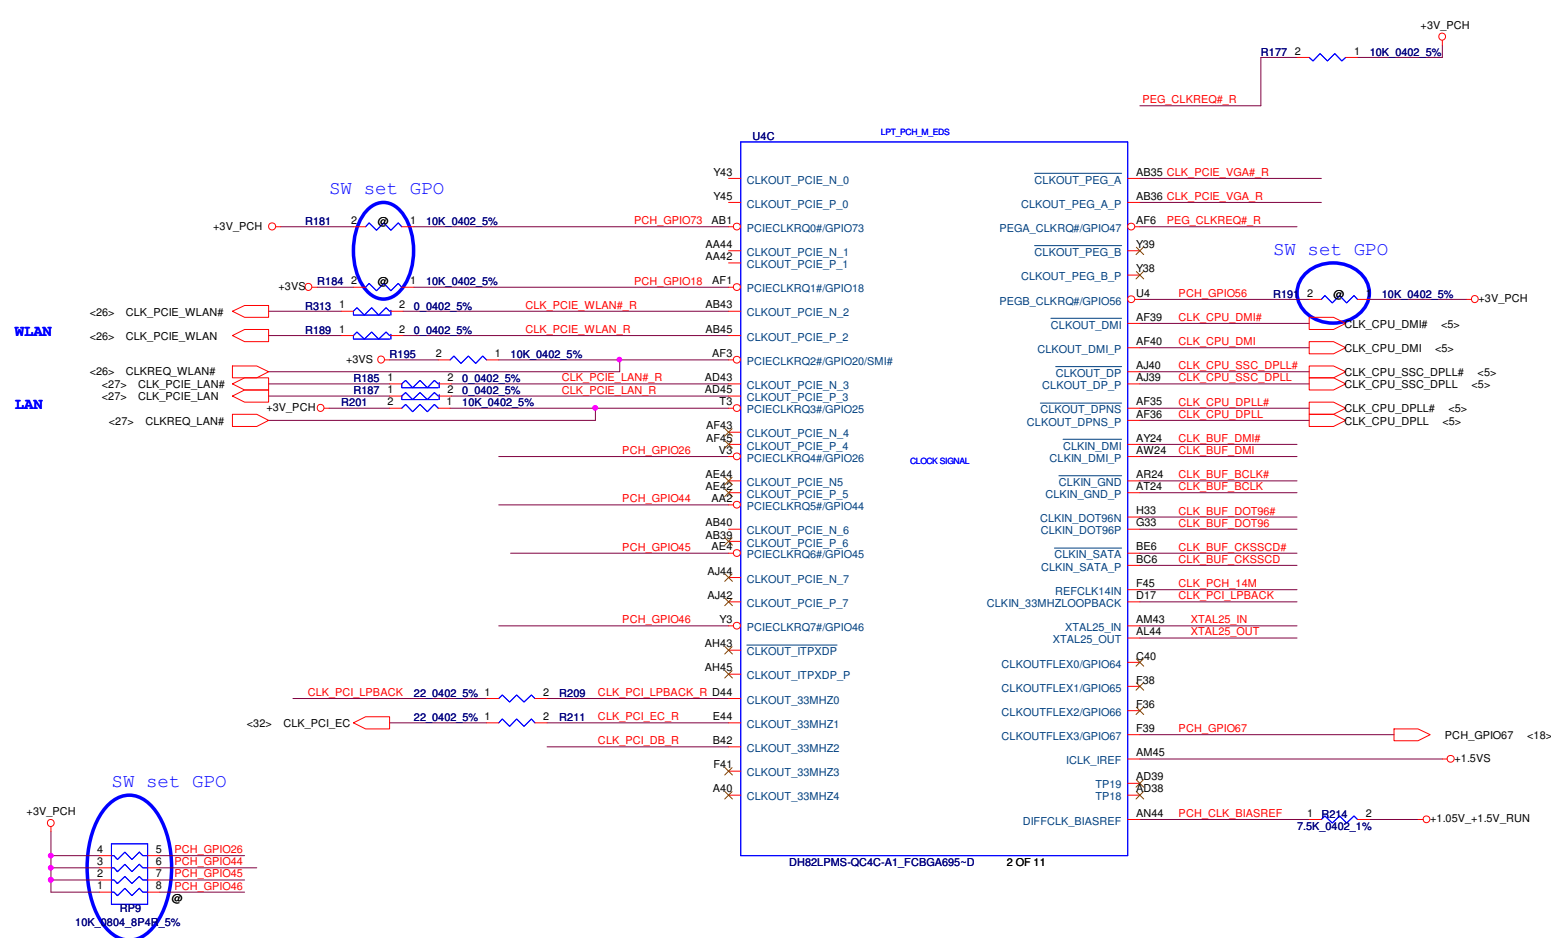 +3V_PCH
R177 2 1 10K_0402_5%
PEG_CLKREQ#_R
U4C
LPT_PCH_M_EDS
SW set GPO
+3V_PCH R181 2 @ 1 10K_0402_5% PCH_GPIO73 AB1
+3VS R184 2 @ 1 10K_0402_5% PCH_GPIO18 AF1
<26> CLK_PCIE_WLAN# R313 1 2 0_0402_5% CLK_PCIE_WLAN#_R AB43
WLAN
<26> CLK_PCIE_WLAN R189 1 2 0_0402_5% CLK_PCIE_WLAN_R AB45
+3VS R195 2 1 10K_0402_5% AF3
<26> CLKREQ_WLAN#
<27> CLK_PCIE_LAN# R185 1 2 0_0402_5% CLK_PCIE_LAN#_R AD43
<27> CLK_PCIE_LAN R187 1 2 0_0402_5% CLK_PCIE_LAN_R AD45
LAN
+3V_PCH R201 2 1 10K_0402_5% T3
<27> CLKREQ_LAN#
PCH_GPIO26 V3
PCH_GPIO44 AA2
PCH_GPIO45 AE4
PCH_GPIO46 Y3
CLK_PCI_LPBACK 22_0402_5% 1 2 R209 CLK_PCI_LPBACK_R D44
<32> CLK_PCI_EC 22_0402_5% 1 2 R211 CLK_PCI_EC_R E44
CLK_PCI_DB_R B42
Y43 CLKOUT_PCIE_N_0
Y45 CLKOUT_PCIE_P_0
PCIECLKRQ0#/GPIO73
AA44 CLKOUT_PCIE_N_1
AA42 CLKOUT_PCIE_P_1
PCIECLKRQ1#/GPIO18
CLKOUT_PCIE_N_2
CLKOUT_PCIE_P_2
PCIECLKRQ2#/GPIO20/SMI#
CLKOUT_PCIE_N_3
CLKOUT_PCIE_P_3
PCIECLKRQ3#/GPIO25
AF43 CLKOUT_PCIE_N_4
AF45 CLKOUT_PCIE_P_4
PCIECLKRQ4#/GPIO26
AE44 CLKOUT_PCIE_N5
AE42 CLKOUT_PCIE_P_5
PCIECLKRQ5#/GPIO44
AB40 CLKOUT_PCIE_N_6
AB39 CLKOUT_PCIE_P_6
PCIECLKRQ6#/GPIO45
AJ44 CLKOUT_PCIE_N_7
AJ42 CLKOUT_PCIE_P_7
PCIECLKRQ7#/GPIO46
AH43 CLKOUT_ITPXDP
AH45 CLKOUT_ITPXDP_P
CLKOUT_33MHZ0
CLKOUT_33MHZ1
CLKOUT_33MHZ2
F41 CLKOUT_33MHZ3
A40 CLKOUT_33MHZ4
CLOCK SIGNAL
CLKOUT_PEG_A AB35 CLK_PCIE_VGA#_R
CLKOUT_PEG_A_P AB36 CLK_PCIE_VGA_R
PEGA_CLKRQ#/GPIO47 AF6 PEG_CLKREQ#_R
CLKOUT_PEG_B Y39
SW set GPO
CLKOUT_PEG_B_P Y38
PEGB_CLKRQ#/GPIO56 U4 PCH_GPIO56 R191 2 @ 1 10K_0402_5% +3V_PCH
CLKOUT_DMI AF39 CLK_CPU_DMI# CLK_CPU_DMI# <5>
CLKOUT_DMI_P AF40 CLK_CPU_DMI CLK_CPU_DMI <5>
CLKOUT_DP AJ40 CLK_CPU_SSC_DPLL# CLK_CPU_SSC_DPLL# <5>
CLKOUT_DP_P AJ39 CLK_CPU_SSC_DPLL CLK_CPU_SSC_DPLL <5>
CLKOUT_DPNS AF35 CLK_CPU_DPLL# CLK_CPU_DPLL# <5>
CLKOUT_DPNS_P AF36 CLK_CPU_DPLL CLK_CPU_DPLL <5>
CLKIN_DMI AY24 CLK_BUF_DMI#
CLKIN_DMI_P AW24 CLK_BUF_DMI
CLKIN_GND AR24 CLK_BUF_BCLK#
CLKIN_GND_P AT24 CLK_BUF_BCLK
CLKIN_DOT96N H33 CLK_BUF_DOT96#
CLKIN_DOT96P G33 CLK_BUF_DOT96
CLKIN_SATA BE6 CLK_BUF_CKSSCD#
CLKIN_SATA_P BC6 CLK_BUF_CKSSCD
REFCLK14IN F45 CLK_PCH_14M
CLKIN_33MHZLOOPBACK D17 CLK_PCI_LPBACK
XTAL25_IN AM43 XTAL25_IN
XTAL25_OUT AL44 XTAL25_OUT
CLKOUTFLEX0/GPIO64 C40
CLKOUTFLEX1/GPIO65 F38
CLKOUTFLEX2/GPIO66 F36
CLKOUTFLEX3/GPIO67 F39 PCH_GPIO67 PCH_GPIO67 <18>
ICLK_IREF AM45 +1.5VS
TP19 AD39
TP18 AD38
DIFFCLK_BIASREF AN44 PCH_CLK_BIASREF 1 R214 2 +1.05V_+1.5V_RUN
7.5K_0402_1%
DH82LPMS-QC4C-A1_FCBGA695~D 2 OF 11
SW set GPO
+3V_PCH
4 5 PCH_GPIO26
3 6 PCH_GPIO44
2 7 PCH_GPIO45
1 8 PCH_GPIO46
@
RP9
10K_0804_8P4R_5%